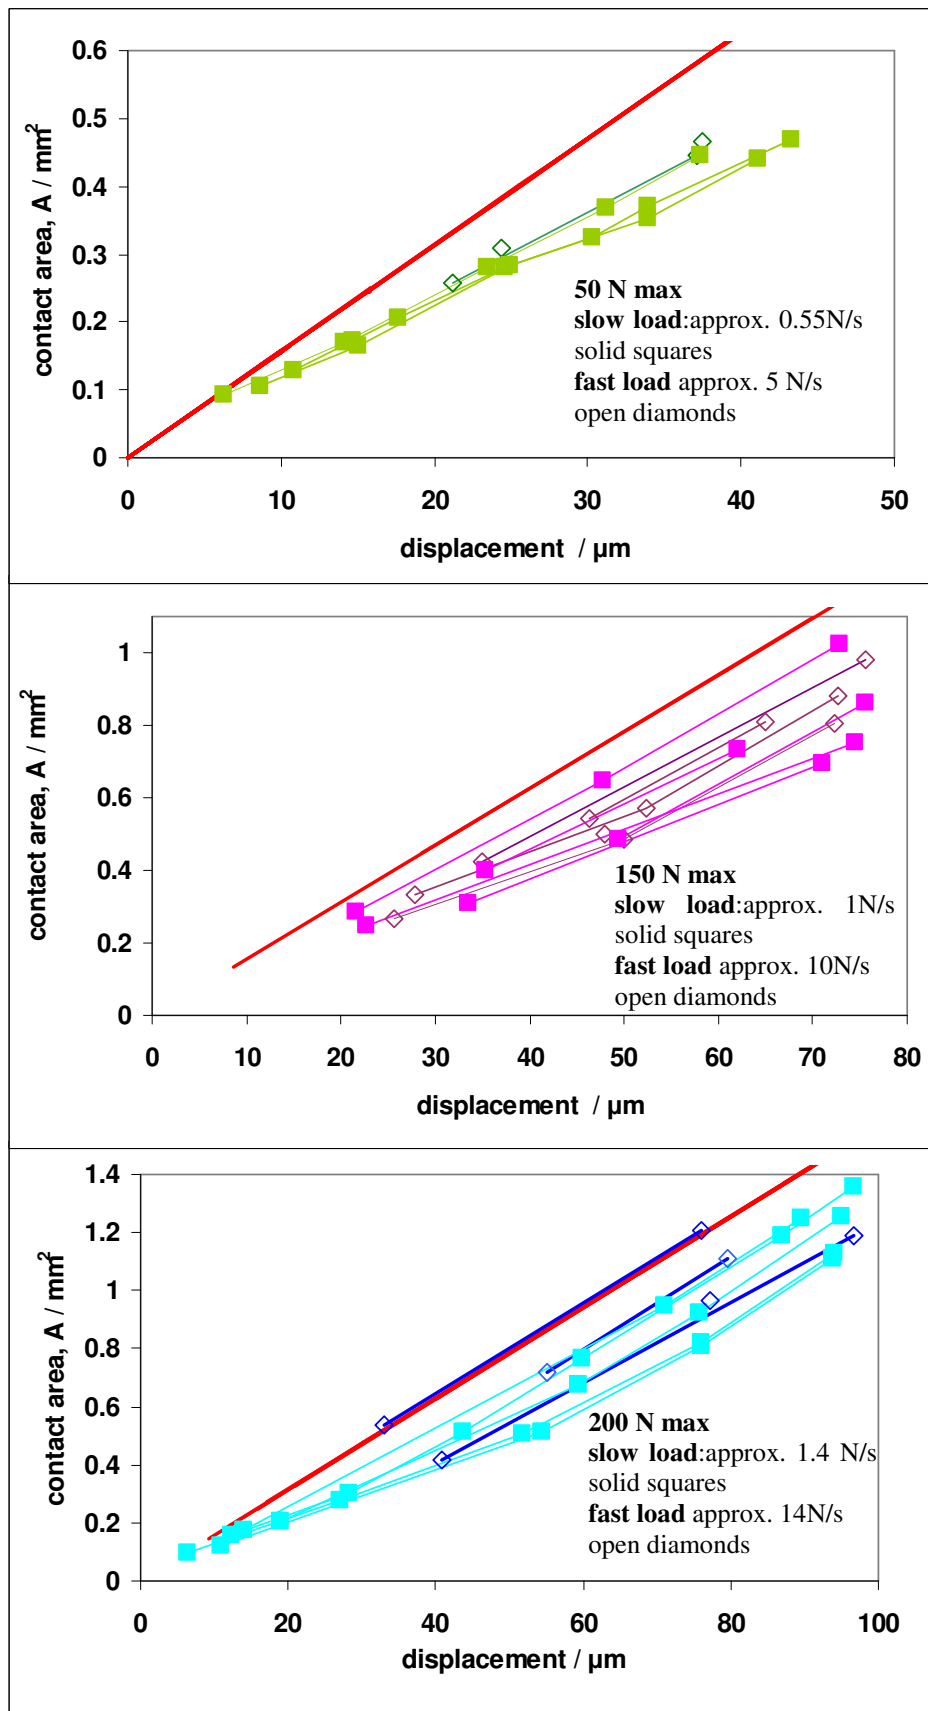 0.6
0.5
0.4
0.3
0.2
0.1
0
contact area, A / mm²
50 N max
slow load:approx. 0.55N/s
solid squares
fast load approx. 5 N/s
open diamonds
0 10 20 30 40 50
displacement / µm
1
0.8
0.6
0.4
0.2
0
contact area, A / mm²
150 N max
slow load:approx. 1N/s
solid squares
fast load approx. 10N/s
open diamonds
0 10 20 30 40 50 60 70 80
displacement / µm
1.4
1.2
1
0.8
0.6
0.4
0.2
0
contact area, A / mm²
200 N max
slow load:approx. 1.4 N/s
solid squares
fast load approx. 14N/s
open diamonds
0 20 40 60 80 100
displacement / µm